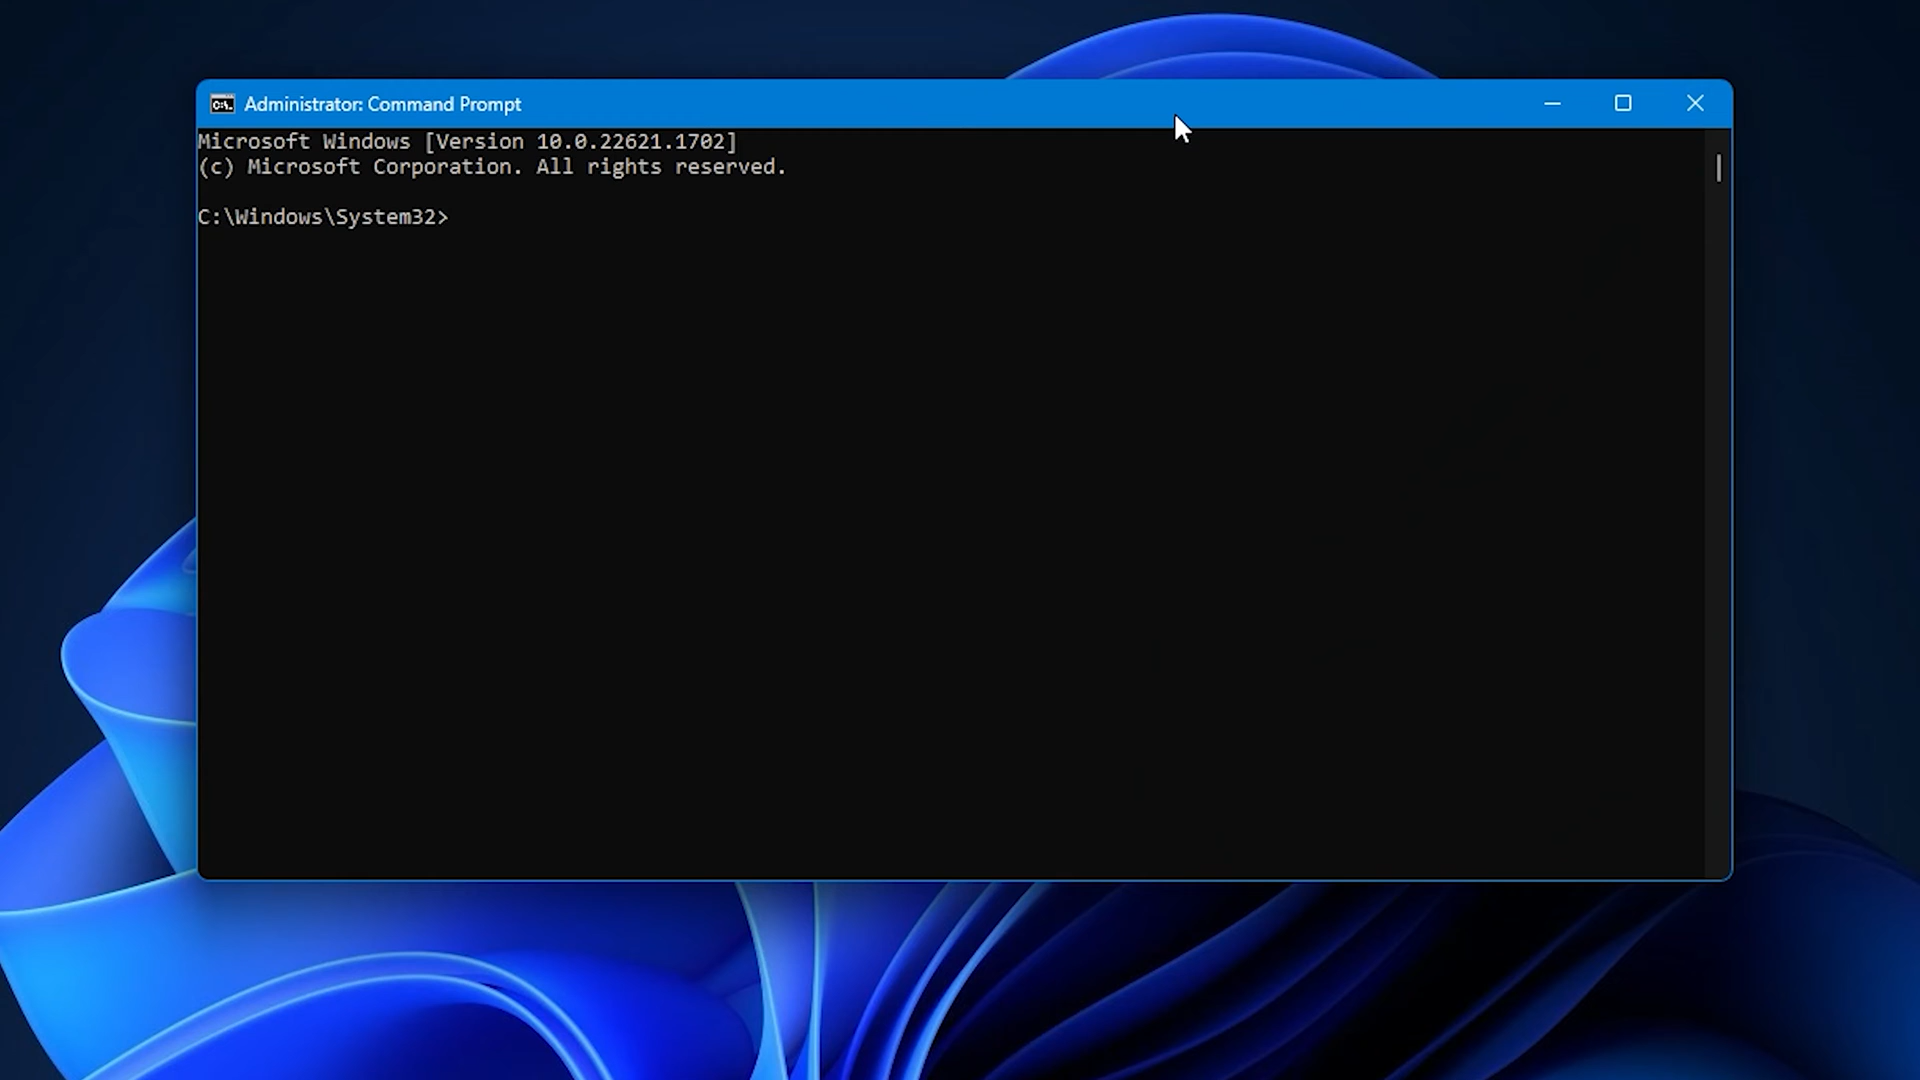 Administrator: Command Prompt
Microsoft Windows [Version 10.0.22621.1702]
(c) Microsoft Corporation. All rights reserved.
C:\Windows\System32>